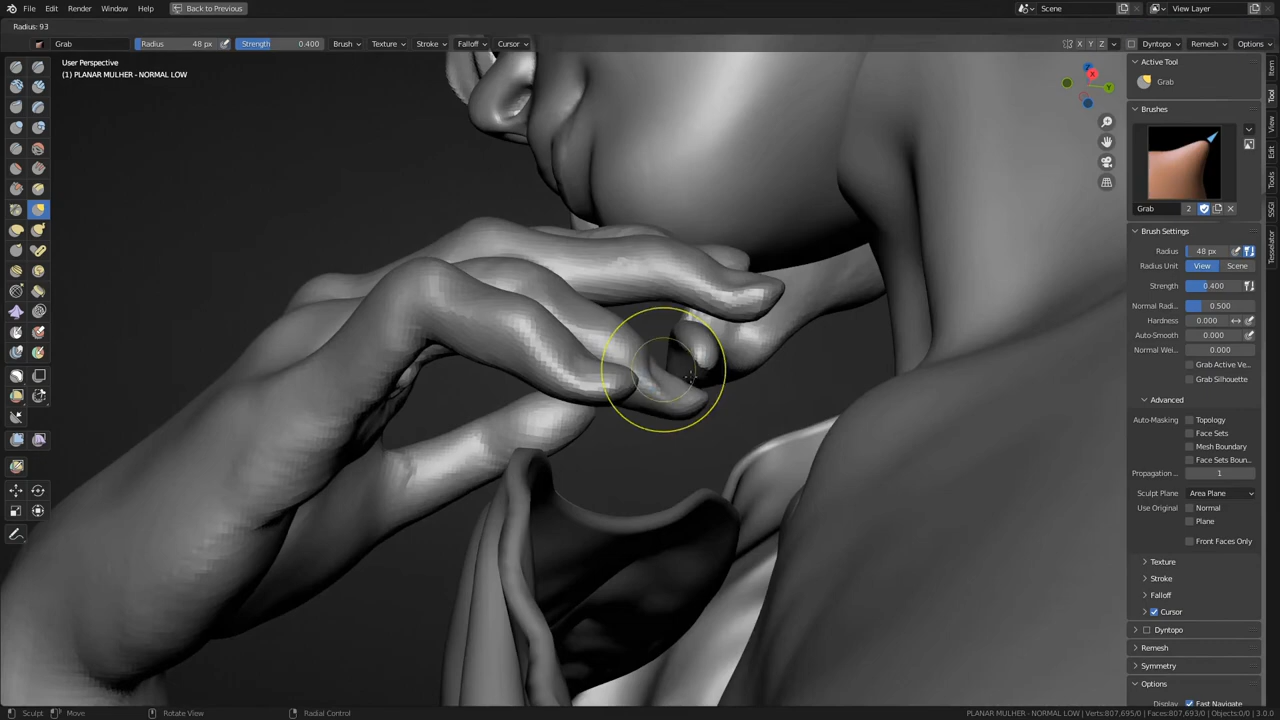 File Edit Render Window Help Back to Previous Scene View Layer
Radius: 93
Grab Radius 48 px Strength 0.400 Brush Texture Stroke Falloff Cursor X Y Z Dyntopo Remesh Options
User Perspective
(1) PLANAR MULHER - NORMAL LOW
X
Y
Z
Active Tool
Grab
Brushes
Grab 2
Brush Settings
Radius 48 px
Radius Unit View Scene
Strength 0.400
Normal Radi... 0.500
Hardness 0.000
Auto-Smooth 0.000
Normal Wei... 0.000
Grab Active Ve...
Grab Silhouette
Advanced
Auto-Masking Topology
Face Sets
Mesh Boundary
Face Sets Boun...
Propagation ... 1
Sculpt Plane Area Plane
Use Original Normal
Plane
Front Faces Only
Texture
Stroke
Falloff
Cursor
Dyntopo
Remesh
Symmetry
Options
Fast Navigate
Item
Tool
View
Edit
Tools
SSGI
Tesselator
Sculpt Move Rotate View Radial Control PLANAR MULHER - NORMAL LOW | Verts:807,695/0 | Faces:807,693/0 | Objects:0/0 | 3.0.0